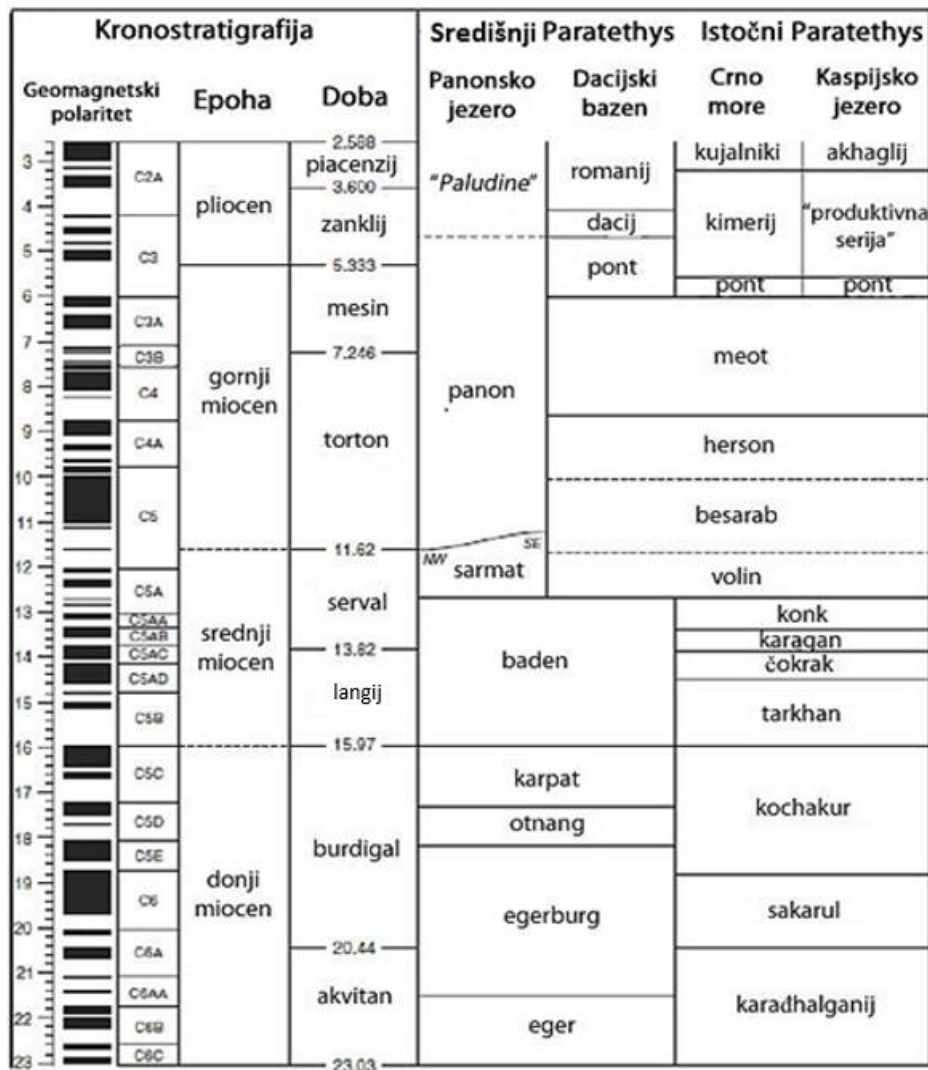 Kronostratigrafija
Središnji Paratethys
Istočni Paratethys
Geomagnetski
polaritet
Epoha
Doba
Panonsko
jezero
Dacijski
bazen
Crno
more
Kaspijsko
jezero
3
4
5
6
7
8
9
10
11
12
13
14
15
16
17
18
19
20
21
22
23
C2A
C3
C3A
C3B
C4
C4A
C5
C5A
C5AA
C5AB
C5AC
C5AD
C5B
C5C
C5D
C5E
C6
C6A
C6AA
C6B
C6C
pliocen
gornji
miocen
srednji
miocen
donji
miocen
2.588
piacenzij
3.600
zanklij
5.333
mesin
7.246
torton
11.62
serval
13.82
langij
15.97
burdigal
20.44
akvitan
23.03
"Paludine"
panon
NW
SE
sarmat
romanij
dacij
pont
kujalniki
kimerij
pont
akhaglij
"produktivna
serija"
pont
meot
herson
besarab
volin
baden
karpat
otnang
egerburg
eger
konk
karagan
čokrak
tarkhan
kochakur
sakarul
karadhalganij